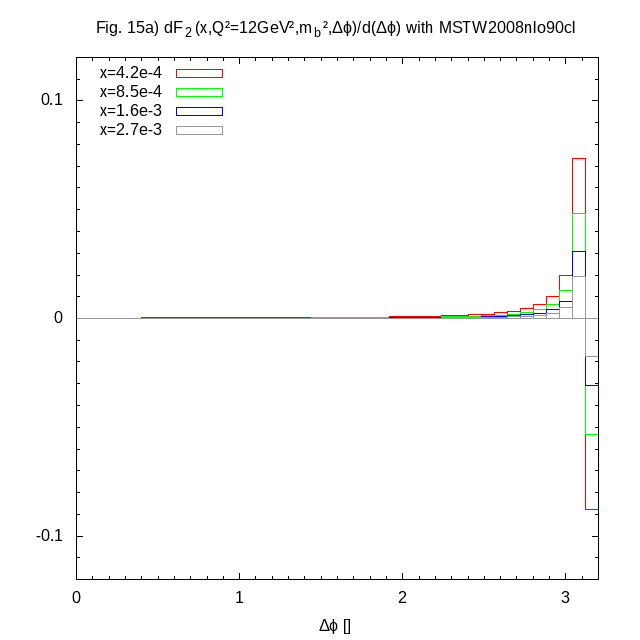 Fig. 15a) dF₂(x,Q²=12GeV²,m_b²,Δϕ)/d(Δϕ) with MSTW2008nlo90cl
x=4.2e-4
x=8.5e-4
x=1.6e-3
x=2.7e-3
0.1
0
-0.1
0 1 2 3
Δϕ []